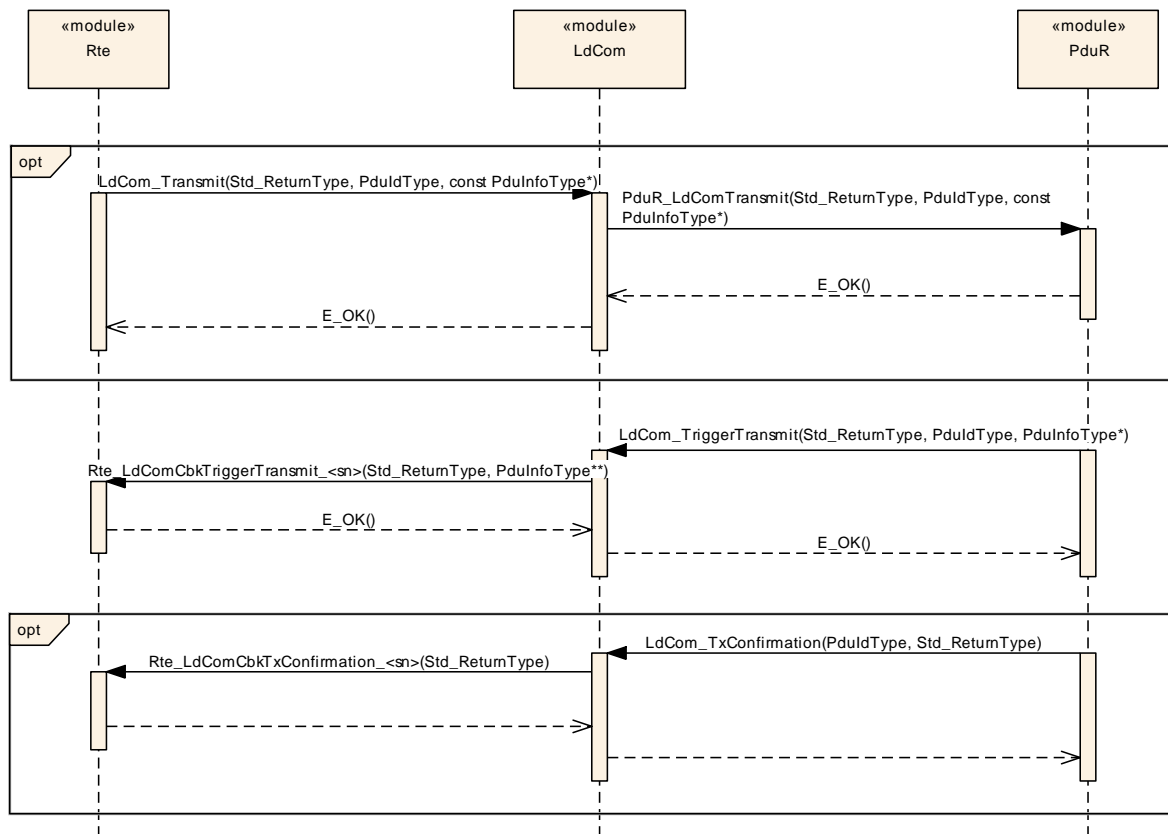 «module»
Rte
«module»
LdCom
«module»
PduR
opt
LdCom_Transmit(Std_ReturnType, PduIdType, const PduInfoType*)
PduR_LdComTransmit(Std_ReturnType, PduIdType, const
PduInfoType*)
E_OK()
E_OK()
LdCom_TriggerTransmit(Std_ReturnType, PduIdType, PduInfoType*)
Rte_LdComCbkTriggerTransmit_<sn>(Std_ReturnType, PduInfoType**)
E_OK()
E_OK()
opt
LdCom_TxConfirmation(PduIdType, Std_ReturnType)
Rte_LdComCbkTxConfirmation_<sn>(Std_ReturnType)